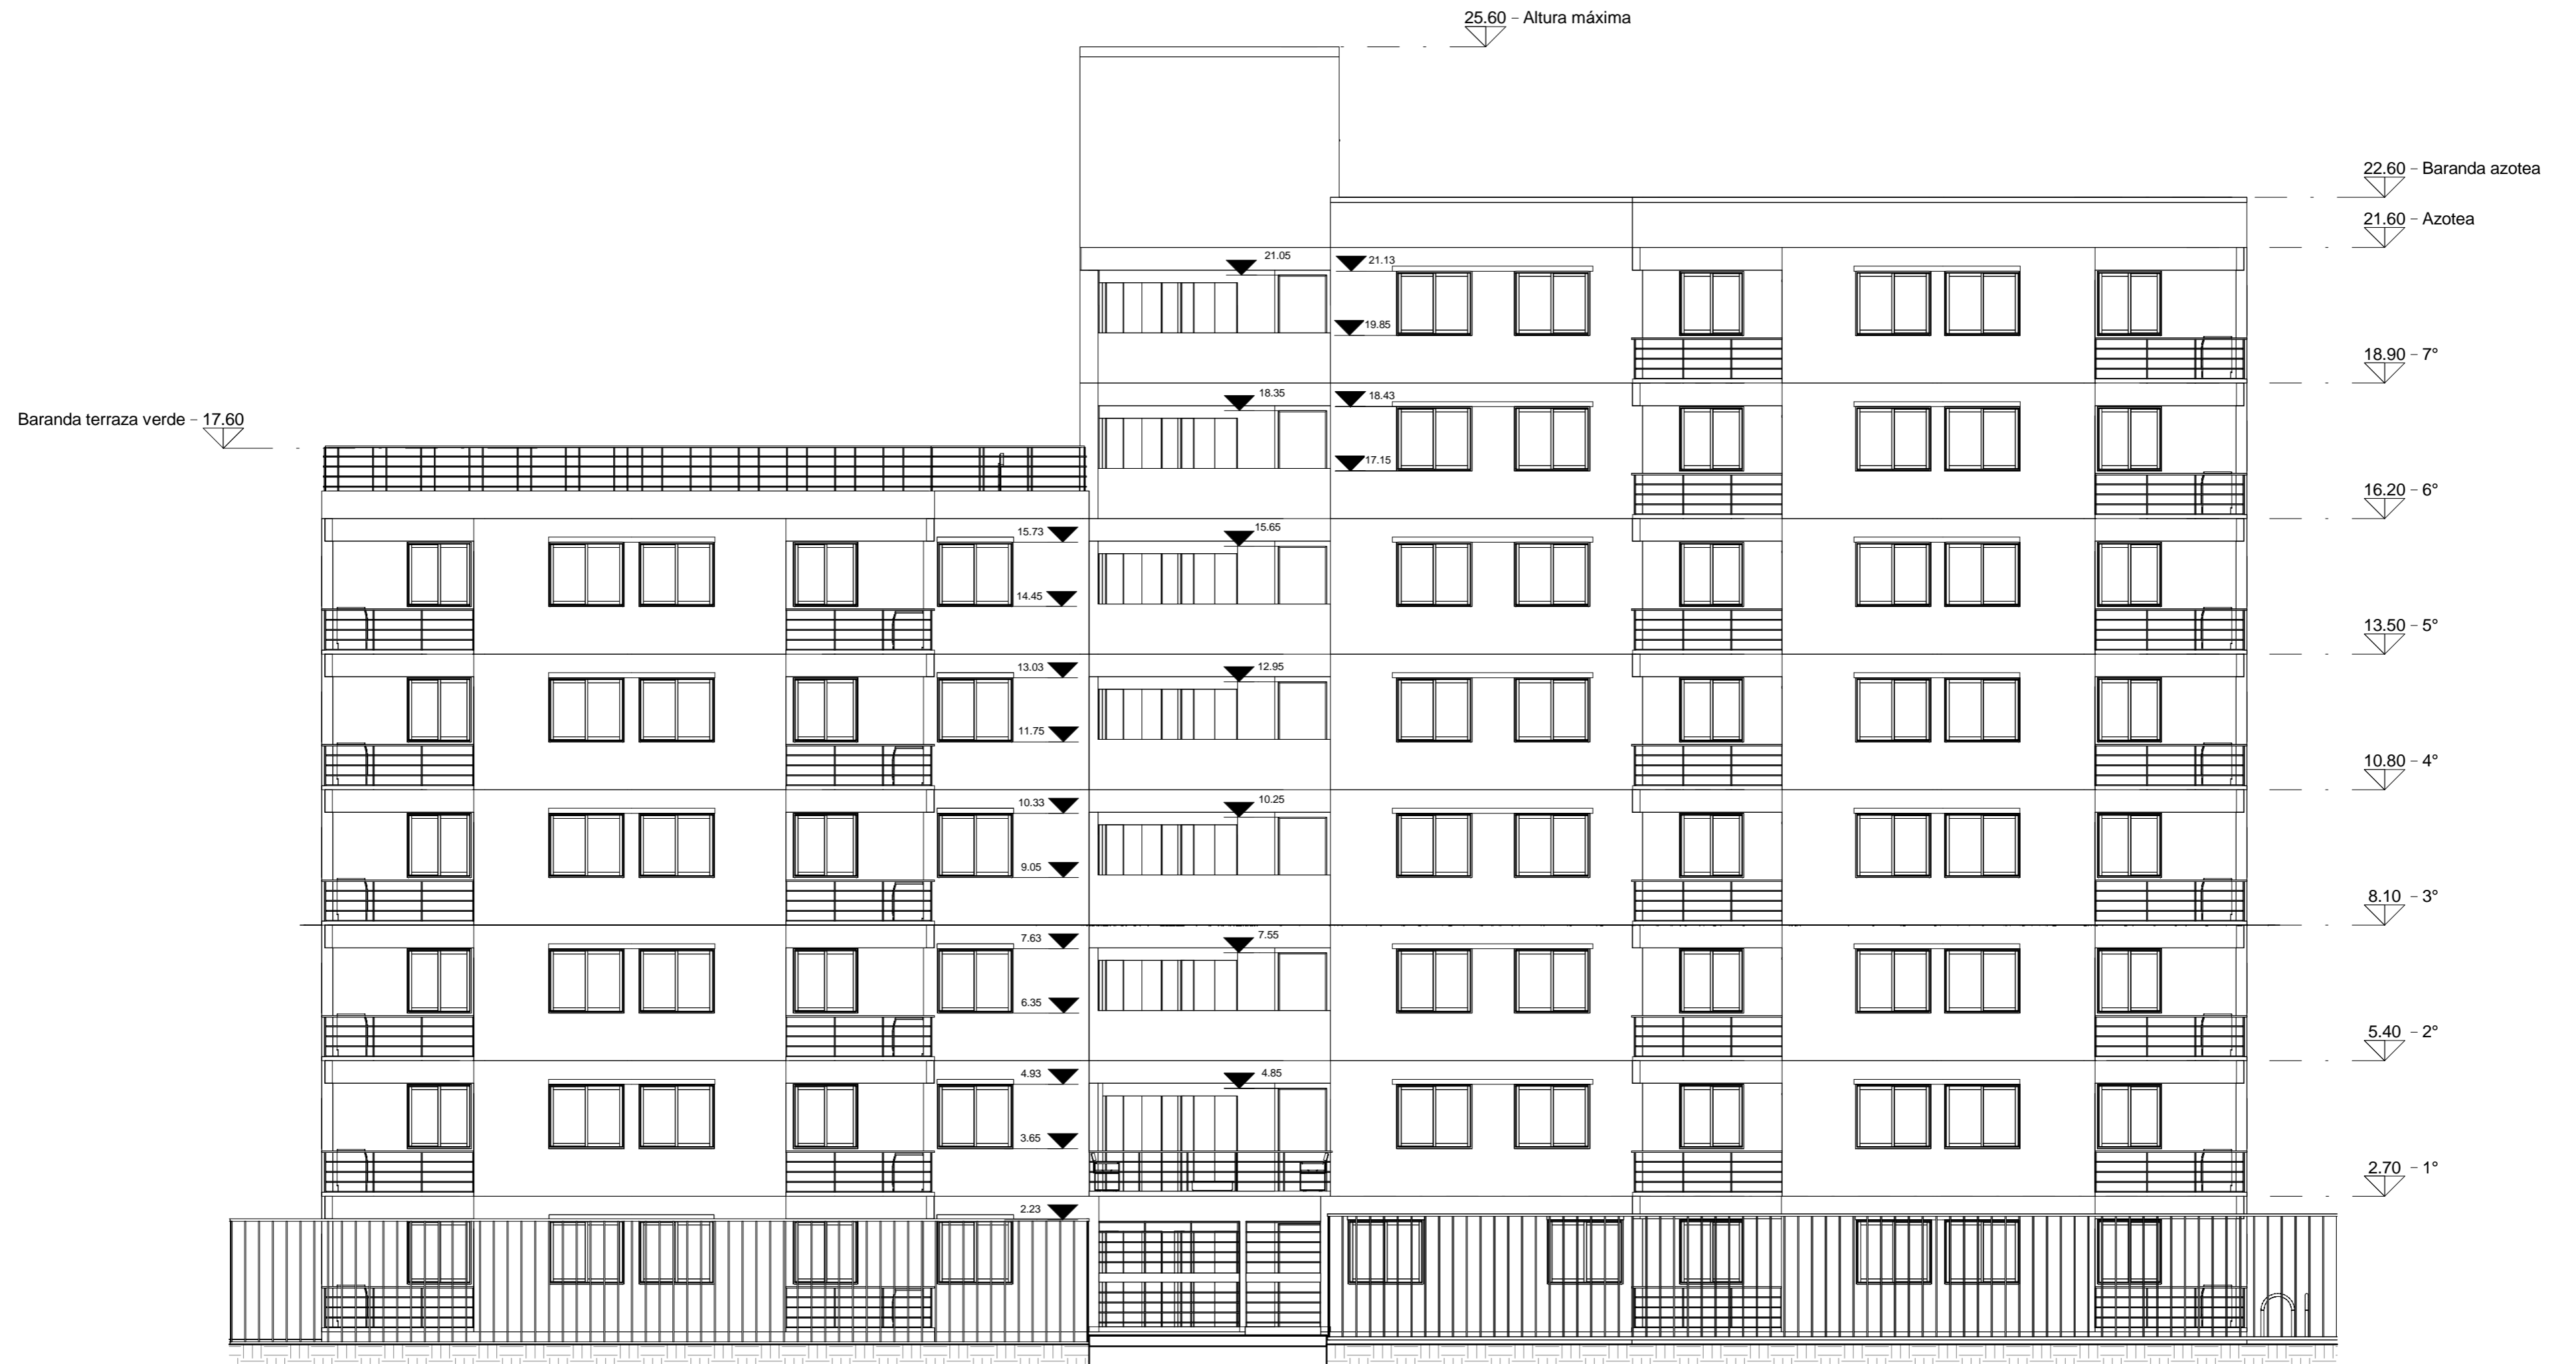 25.60 - Altura máxima
22.60 - Baranda azotea
21.60 - Azotea
21.05
21.13
19.85
18.90 - 7°
18.35
18.43
Baranda terraza verde - 17.60
17.15
16.20 - 6°
15.73
15.65
14.45
13.50 - 5°
13.03
12.95
11.75
10.80 - 4°
10.33
10.25
9.05
8.10 - 3°
7.63
7.55
6.35
5.40 - 2°
4.93
4.85
3.65
2.70 - 1°
2.23